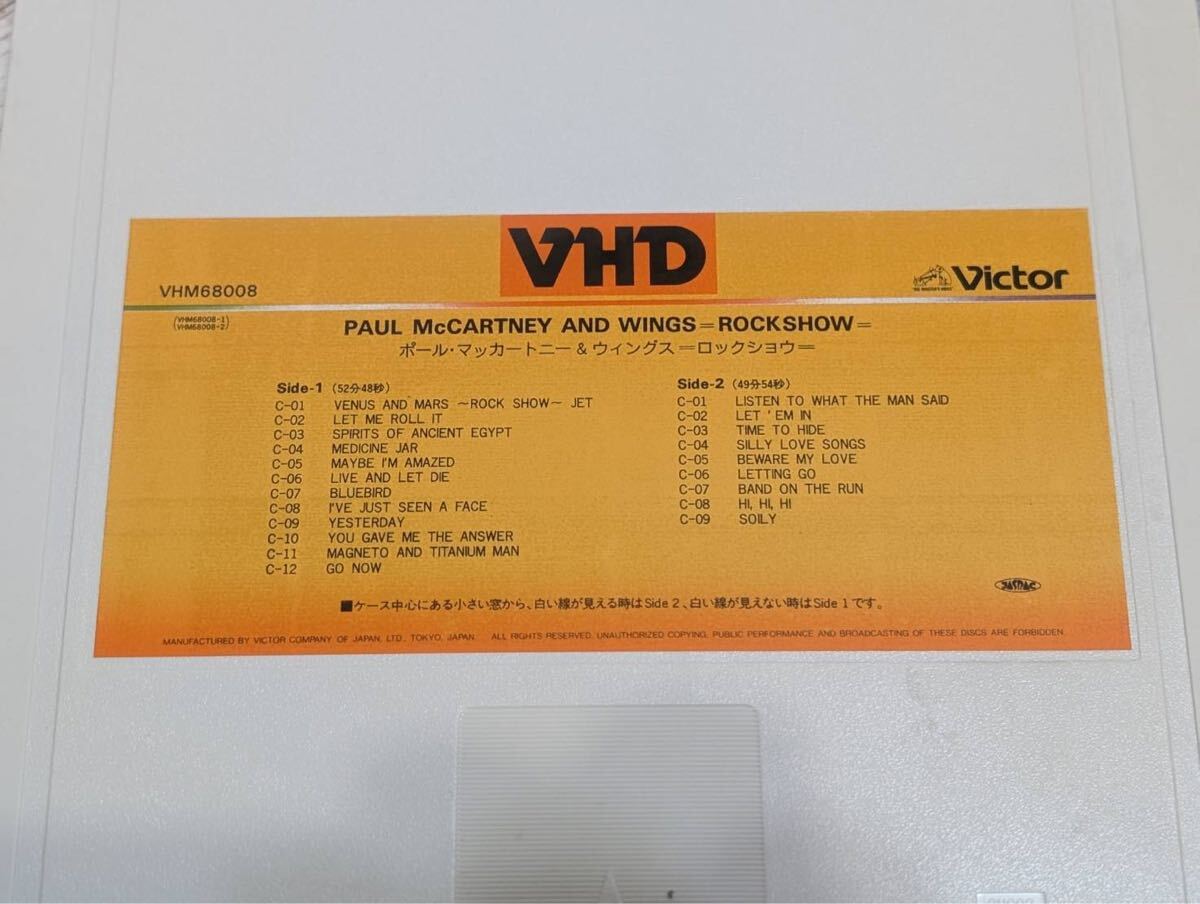 VHD
VHM68008
Victor
(VHM68008-1)
(VHM68008-2)
PAUL McCARTNEY AND WINGS=ROCKSHOW=
ポール・マッカートニー&ウィングス=ロックショウ=
Side-1 (52分48秒)
C-01 VENUS AND MARS 〜ROCK SHOW〜 JET
C-02 LET ME ROLL IT
C-03 SPIRITS OF ANCIENT EGYPT
C-04 MEDICINE JAR
C-05 MAYBE I'M AMAZED
C-06 LIVE AND LET DIE
C-07 BLUEBIRD
C-08 I'VE JUST SEEN A FACE
C-09 YESTERDAY
C-10 YOU GAVE ME THE ANSWER
C-11 MAGNETO AND TITANIUM MAN
C-12 GO NOW
Side-2 (49分54秒)
C-01 LISTEN TO WHAT THE MAN SAID
C-02 LET 'EM IN
C-03 TIME TO HIDE
C-04 SILLY LOVE SONGS
C-05 BEWARE MY LOVE
C-06 LETTING GO
C-07 BAND ON THE RUN
C-08 HI, HI, HI
C-09 SOILY
JASRAC
■ケース中心にある小さい窓から、白い線が見える時はSide 2、白い線が見えない時はSide 1です。
MANUFACTURED BY VICTOR COMPANY OF JAPAN, LTD., TOKYO, JAPAN. ALL RIGHTS RESERVED. UNAUTHORIZED COPYING, PUBLIC PERFORMANCE AND BROADCASTING OF THESE DISCS ARE FORBIDDEN.